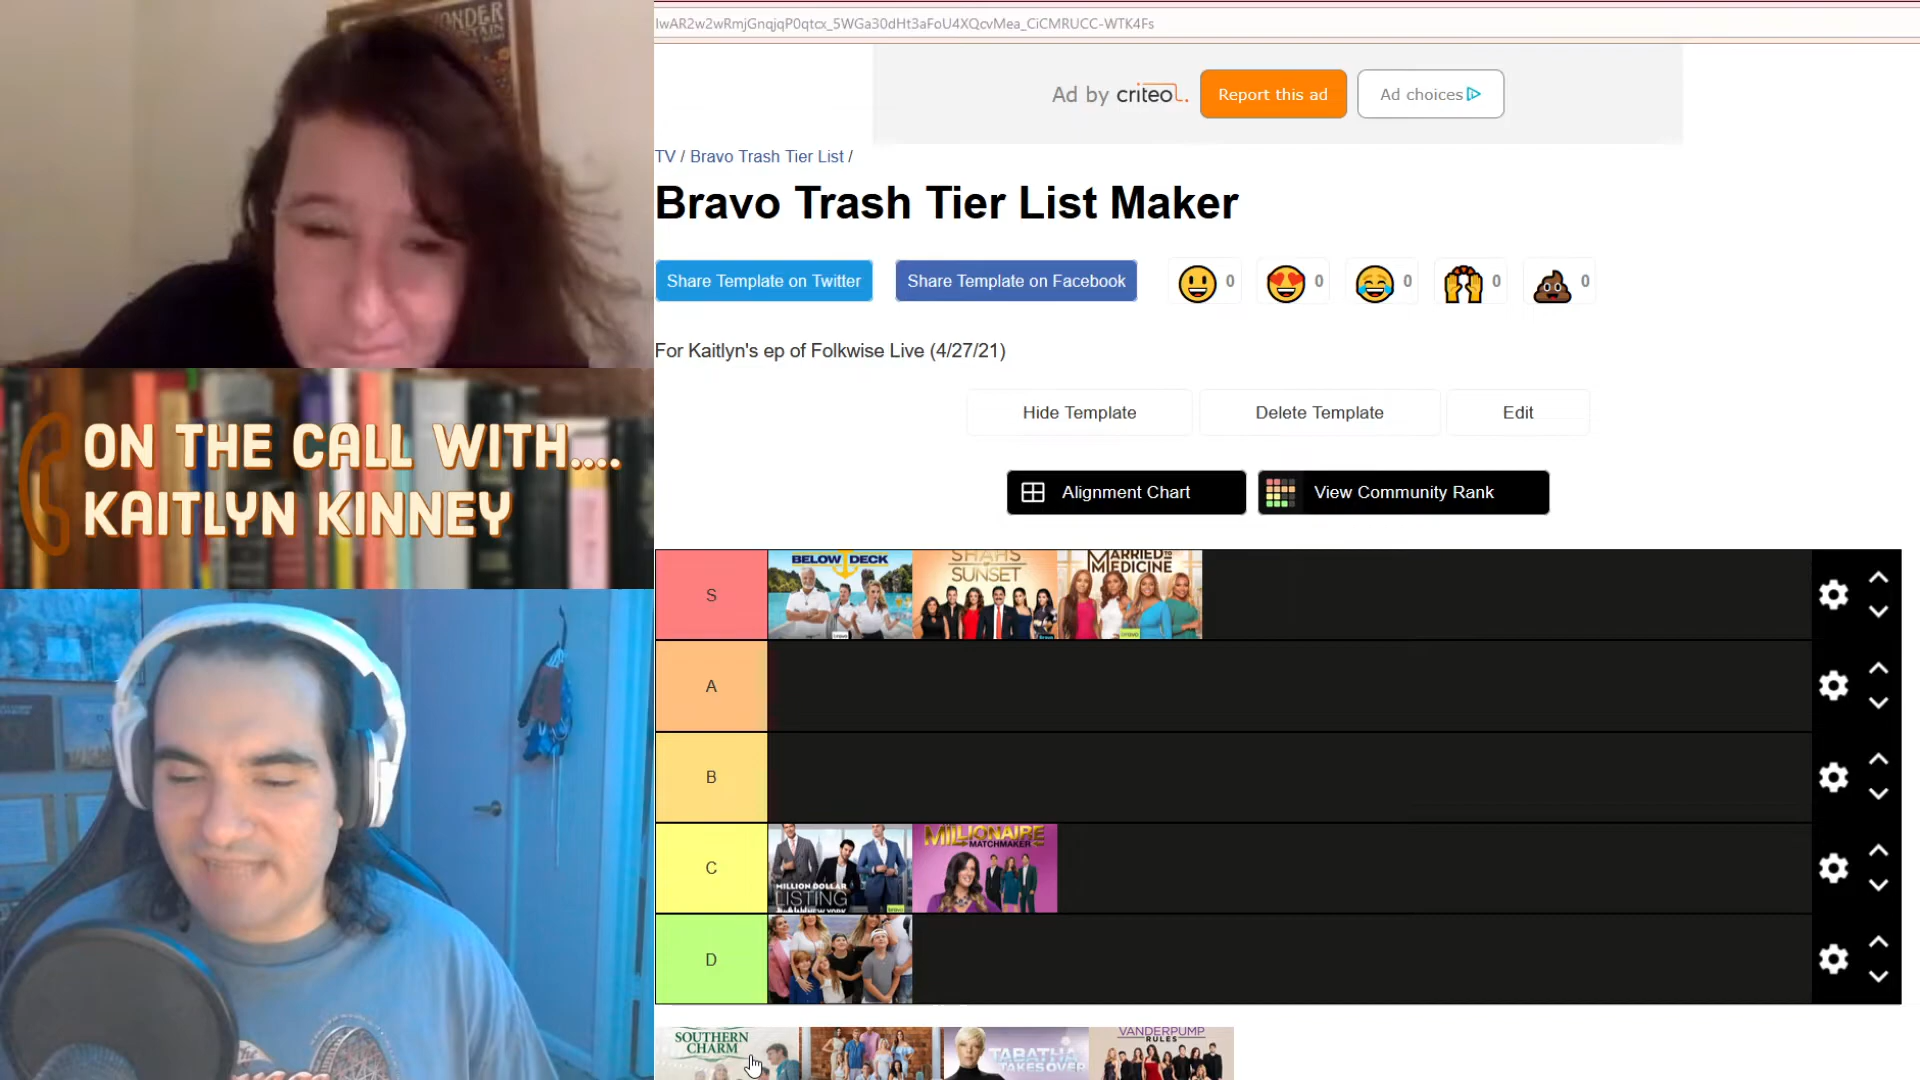 IwAR2w2wRmjGnqjqP0qtcx_5WGa30dHt3aFoU4XQcvMea_CiCMRUCC-WTK4Fs
Ad by criteo.
Report this ad
Ad choices
TV / Bravo Trash Tier List /
Bravo Trash Tier List Maker
Share Template on Twitter
Share Template on Facebook
0
0
0
0
0
For Kaitlyn's ep of Folkwise Live (4/27/21)
Hide Template
Delete Template
Edit
Alignment Chart
View Community Rank
ON THE CALL WITH....
KAITLYN KINNEY
S
BELOW DECK
SHAHS
SUNSET
MARRIED TO
MEDICINE
bravo
A
B
C
MILLION DOLLAR
LISTING
NEW YORK
MILLIONAIRE
MATCHMAKER
D
SOUTHERN
CHARM
TABATHA
TAKES OVER
VANDERPUMP
RULES